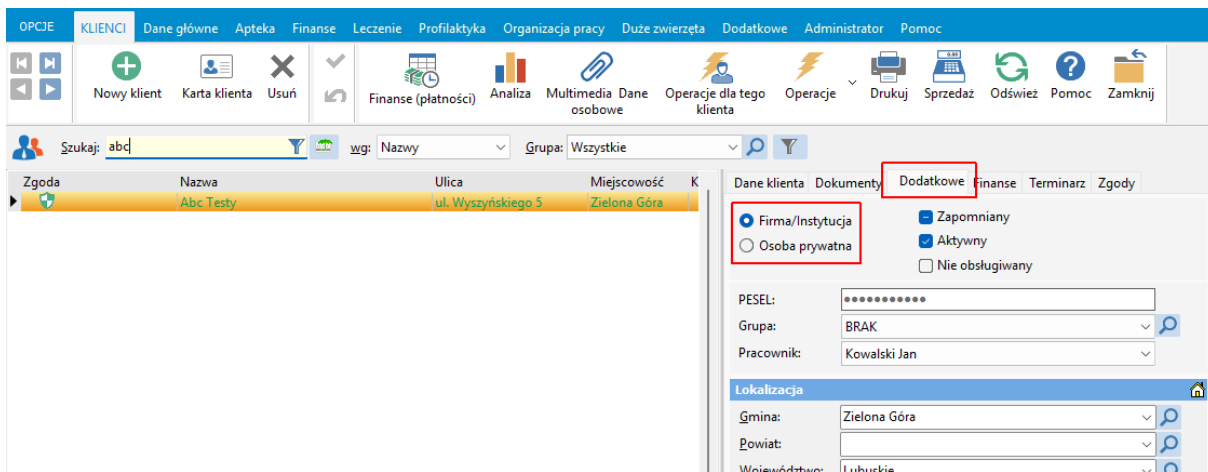 OPCJE KLIENCI Dane główne Apteka Finanse Leczenie Profilaktyka Organizacja pracy Duże zwierzęta Dodatkowe Administrator Pomoc
Nowy klient Karta klienta Usuń Finanse (płatności) Analiza Multimedia Dane osobowe Operacje dla tego klienta Operacje Drukuj Sprzedaż Odśwież Pomoc Zamknij
Szukaj: abc wg: Nazwy Grupa: Wszystkie
Zgoda Nazwa Ulica Miejscowość K
Abc Testy ul. Wyszyńskiego 5 Zielona Góra
Dane klienta Dokumenty Dodatkowe Finanse Terminarz Zgody
Firma/Instytucja Zapomniany
Osoba prywatna Aktywny
Nie obsługiwany
PESEL: ●●●●●●●●●●●
Grupa: BRAK
Pracownik: Kowalski Jan
Lokalizacja
Gmina: Zielona Góra
Powiat:
Województwo: Lubuskie